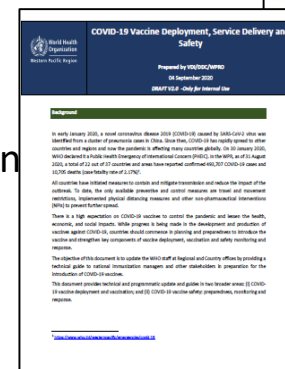 World Health
Organization
Western Pacific Region
COVID-19 Vaccine Deployment, Service Delivery an
Safety
Prepared by VDI/DDC/WPRO
04 September 2020
DRAFT V2.0 -Only for Internal Use
n
Background
In early January 2020, a novel coronavirus disease 2019 (COVID-19) caused by SARS-CoV-2 virus was
identified from a cluster of pneumonia cases in China. Since then, COVID-19 has rapidly spread to other
countries and regions and now the pandemic is affecting many countries globally. On 30 January 2020,
WHO declared it a Public Health Emergency of International Concern (PHEIC). In the WPR, as of 31 August
2020, a total of 22 out of 37 countries and areas have reported confirmed 493,707 COVID-19 cases and
10,705 deaths (case fatality rate of 2.17%)¹.
All countries have initiated measures to contain and mitigate transmission and reduce the impact of the
outbreak. To date, the only available preventive and control measures are travel and movement
restrictions, implemented physical distancing measures and other non-pharmaceutical interventions
(NPIs) to prevent further spread.
There is a high expectation on COVID-19 vaccines to control the pandemic and lessen the health,
economic, and social impacts. While progress is being made in the development and production of
vaccines against COVID-19, countries should commence in planning and preparedness to introduce the
vaccine and strengthen key components of vaccine deployment, vaccination and safety monitoring and
response.
The objective of this document is to update the WHO staff at Regional and Country offices by providing a
technical guide to national immunization managers and other stakeholders in preparation for the
introduction of COVID-19 vaccines.
This document provides technical and programmatic update and guides in two broader areas: (i) COVID-
19 vaccine deployment and vaccination; and (ii) COVID-19 vaccine safety: preparedness, monitoring and
response.